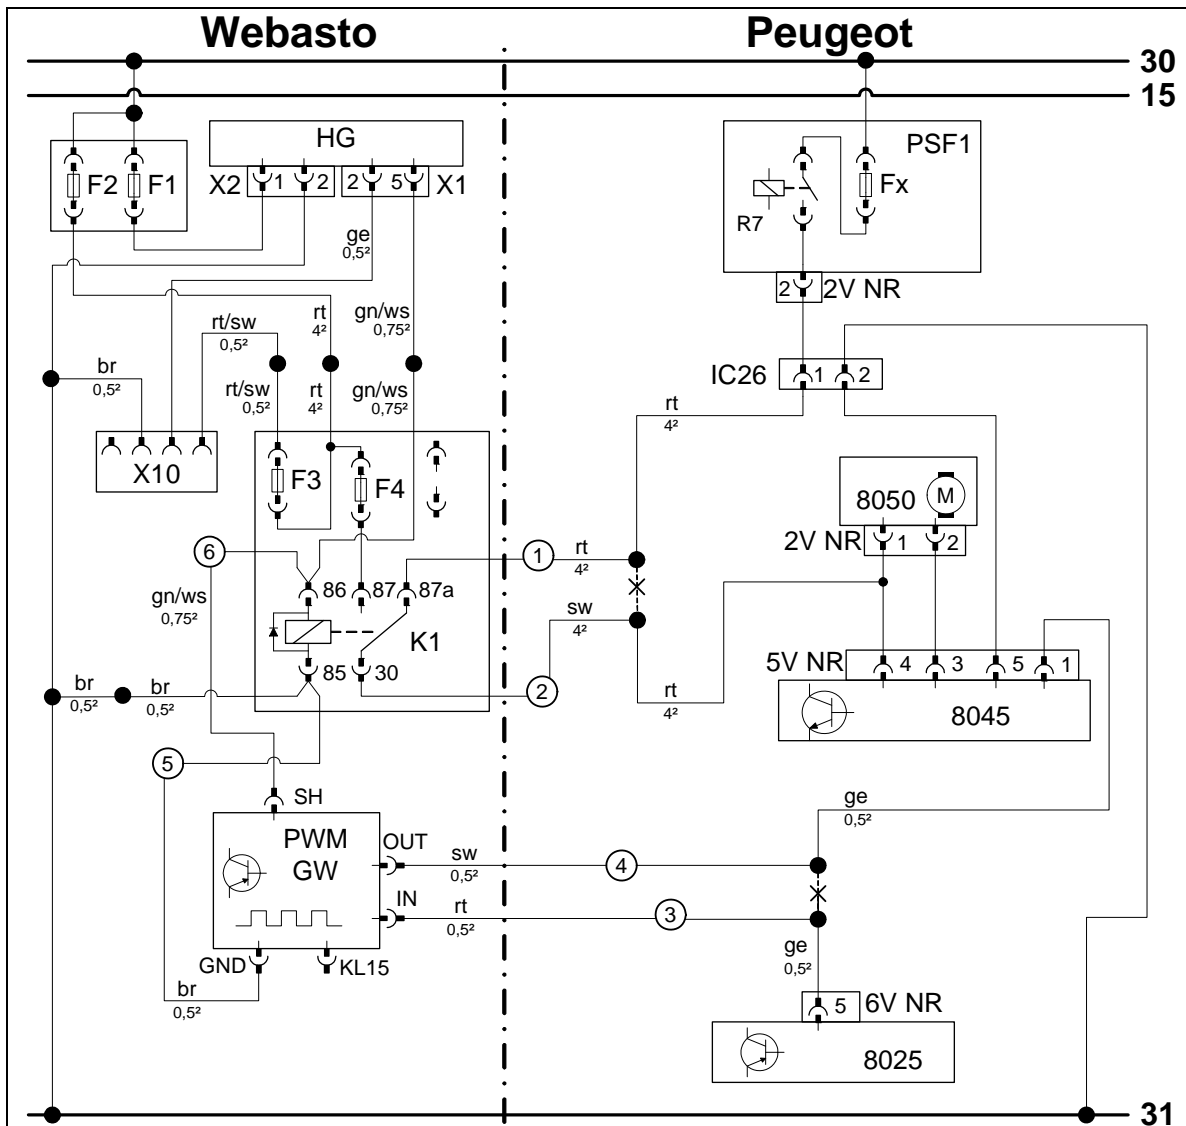 Webasto Peugeot
30
15
HG PSF1
F2 F1 X2 1 2 2 5 X1 Fx
R7
ge
0,5²
2 2V NR
rt
4²
gn/ws
0,75²
rt/sw
0,5²
br
0,5²
IC26 1 2
rt/sw
0,5²
rt
4²
gn/ws
0,75²
rt
4²
X10 F3 F4
8050 M
2V NR 1 2
6 1 rt
4²
86 87 87a
gn/ws
0,75²
sw
4²
K1
85 30
5V NR 4 3 5 1
br
0,5²
br
0,5²
2
rt
4²
8045
5
SH
ge
0,5²
PWM
GW
OUT
sw
0,5²
4
IN
rt
0,5²
3
GND KL15
ge
0,5²
br
0,5²
5 6V NR
8025
31